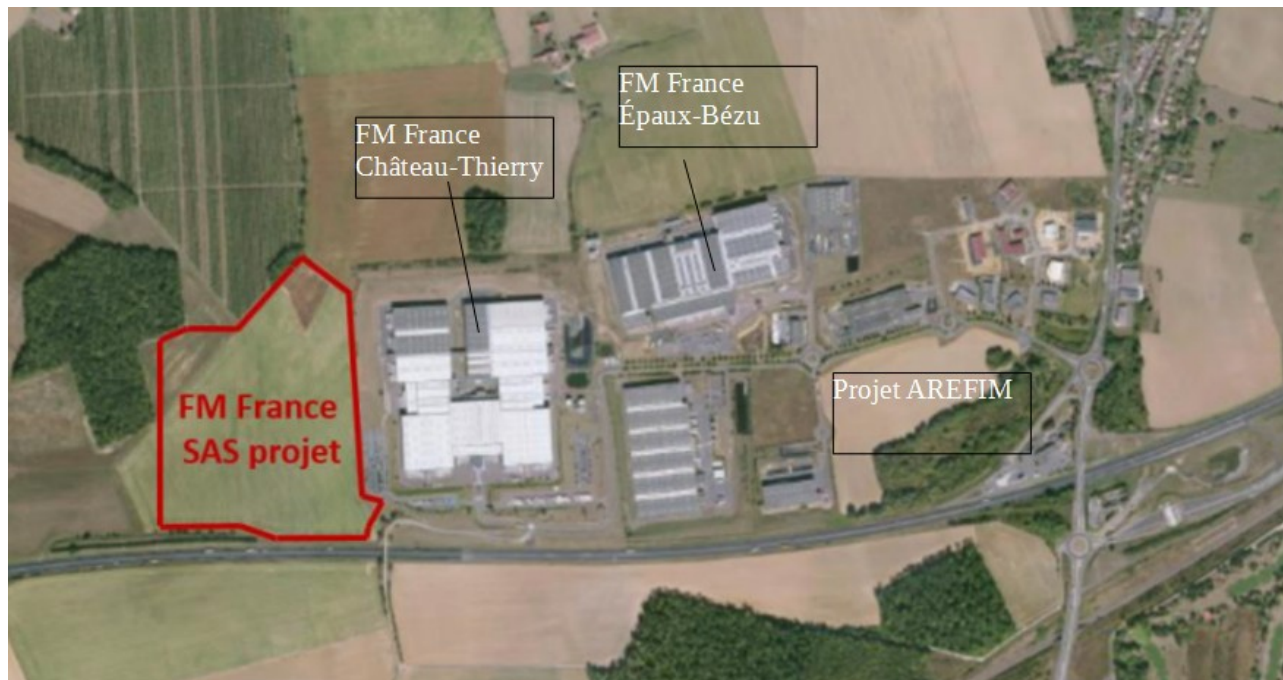 FM France
Épaux-Bézu
FM France
Château-Thierry
Projet AREFIM
FM France
SAS projet